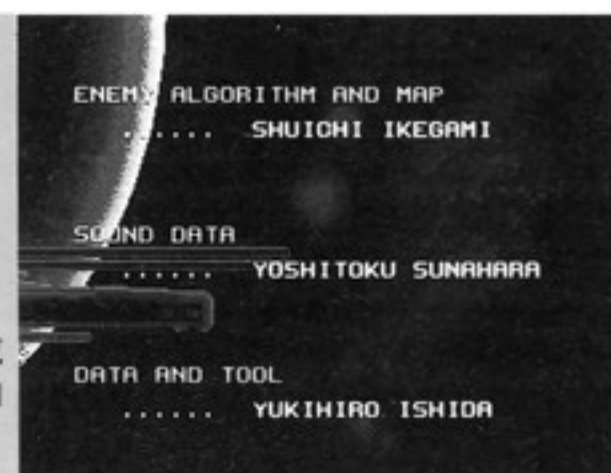 ENEMY ALGORITHM AND MAP
...... SHUICHI IKEGAMI
SOUND DATA
...... YOSHITOKU SUNAHARA
DATA AND TOOL
...... YUKIHIRO ISHIDA